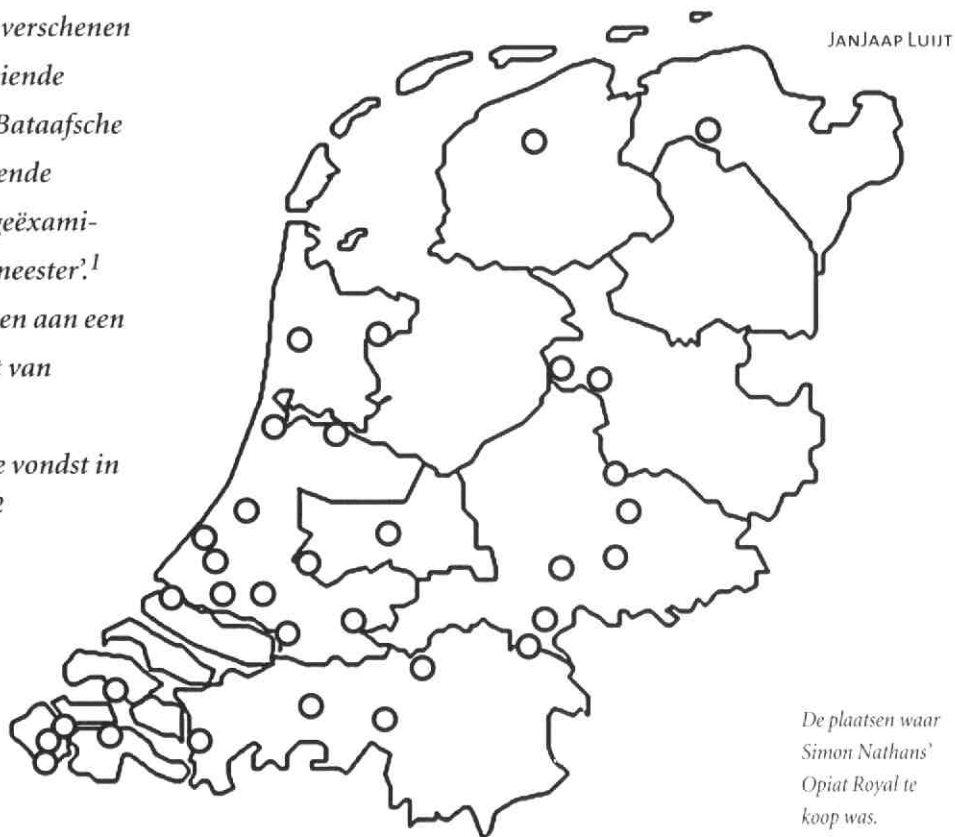 verschenen
iende
Bataafsche
ende
geëxami-
neester’.1
en aan een
t van
e vondst in
JanJaap Luijt
De plaatsen waar
Simon Nathans’
Opiat Royal te
koop was.